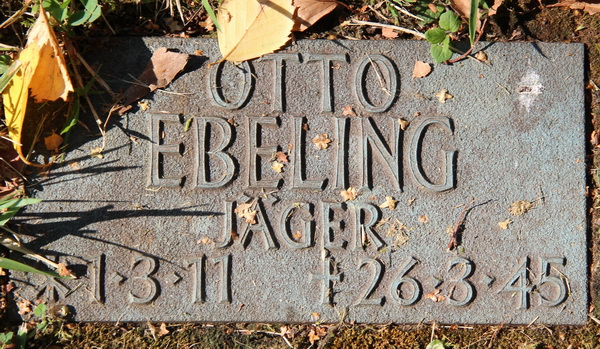 OTTO
EBELING
JÄGER
* 1·3·11 † 26·3·45